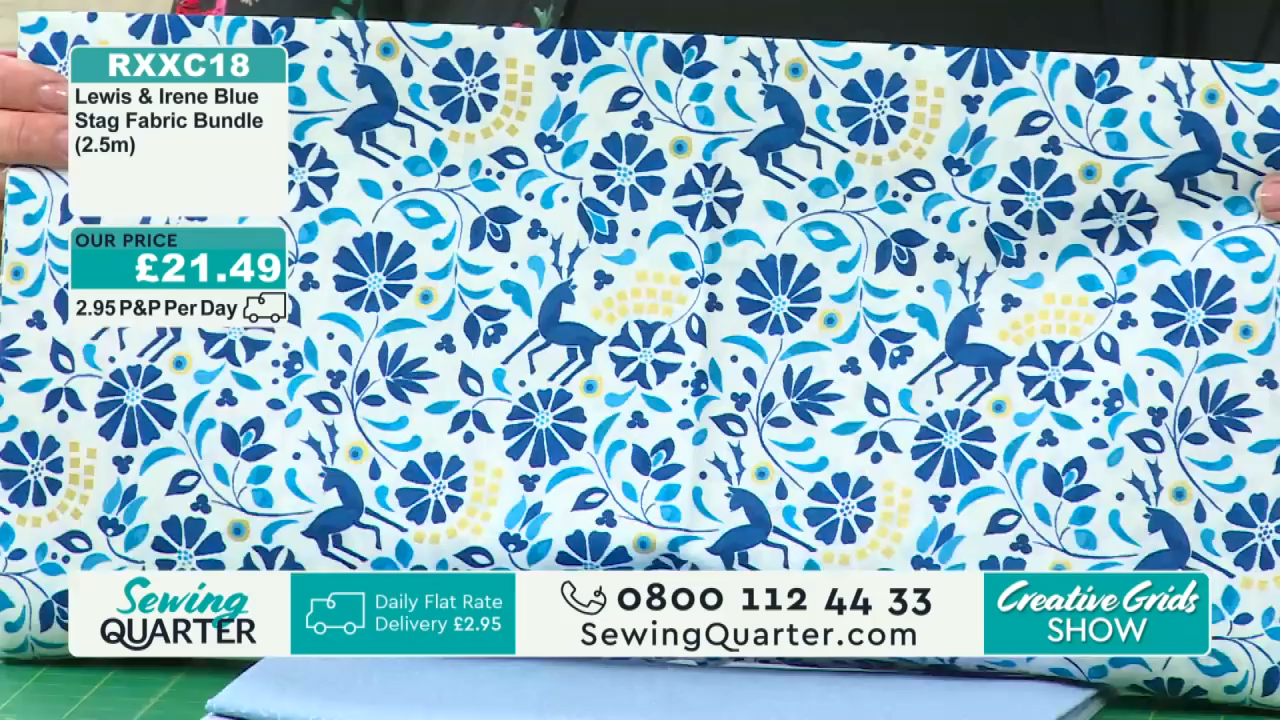 RXXC18
Lewis & Irene Blue
Stag Fabric Bundle
(2.5m)
OUR PRICE
£21.49
2.95 P&P Per Day
Sewing
QUARTER
Daily Flat Rate
Delivery £2.95
0800 112 44 33
SewingQuarter.com
Creative Grids
SHOW